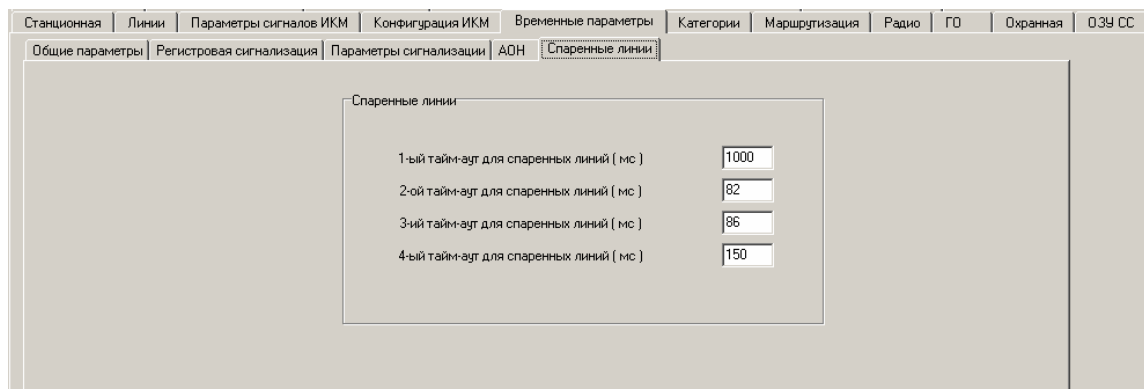 Станционная Линии Параметры сигналов ИКМ Конфигурация ИКМ Временные параметры Категории Маршрутизация Радио ГО Охранная ОЗУ СС
Общие параметры Регистровая сигнализация Параметры сигнализации АОН Спаренные линии
Спаренные линии
1-ый тайм-аут для спаренных линий ( мс ) 1000
2-ой тайм-аут для спаренных линий ( мс ) 82
3-ий тайм-аут для спаренных линий ( мс ) 86
4-ый тайм-аут для спаренных линий ( мс ) 150